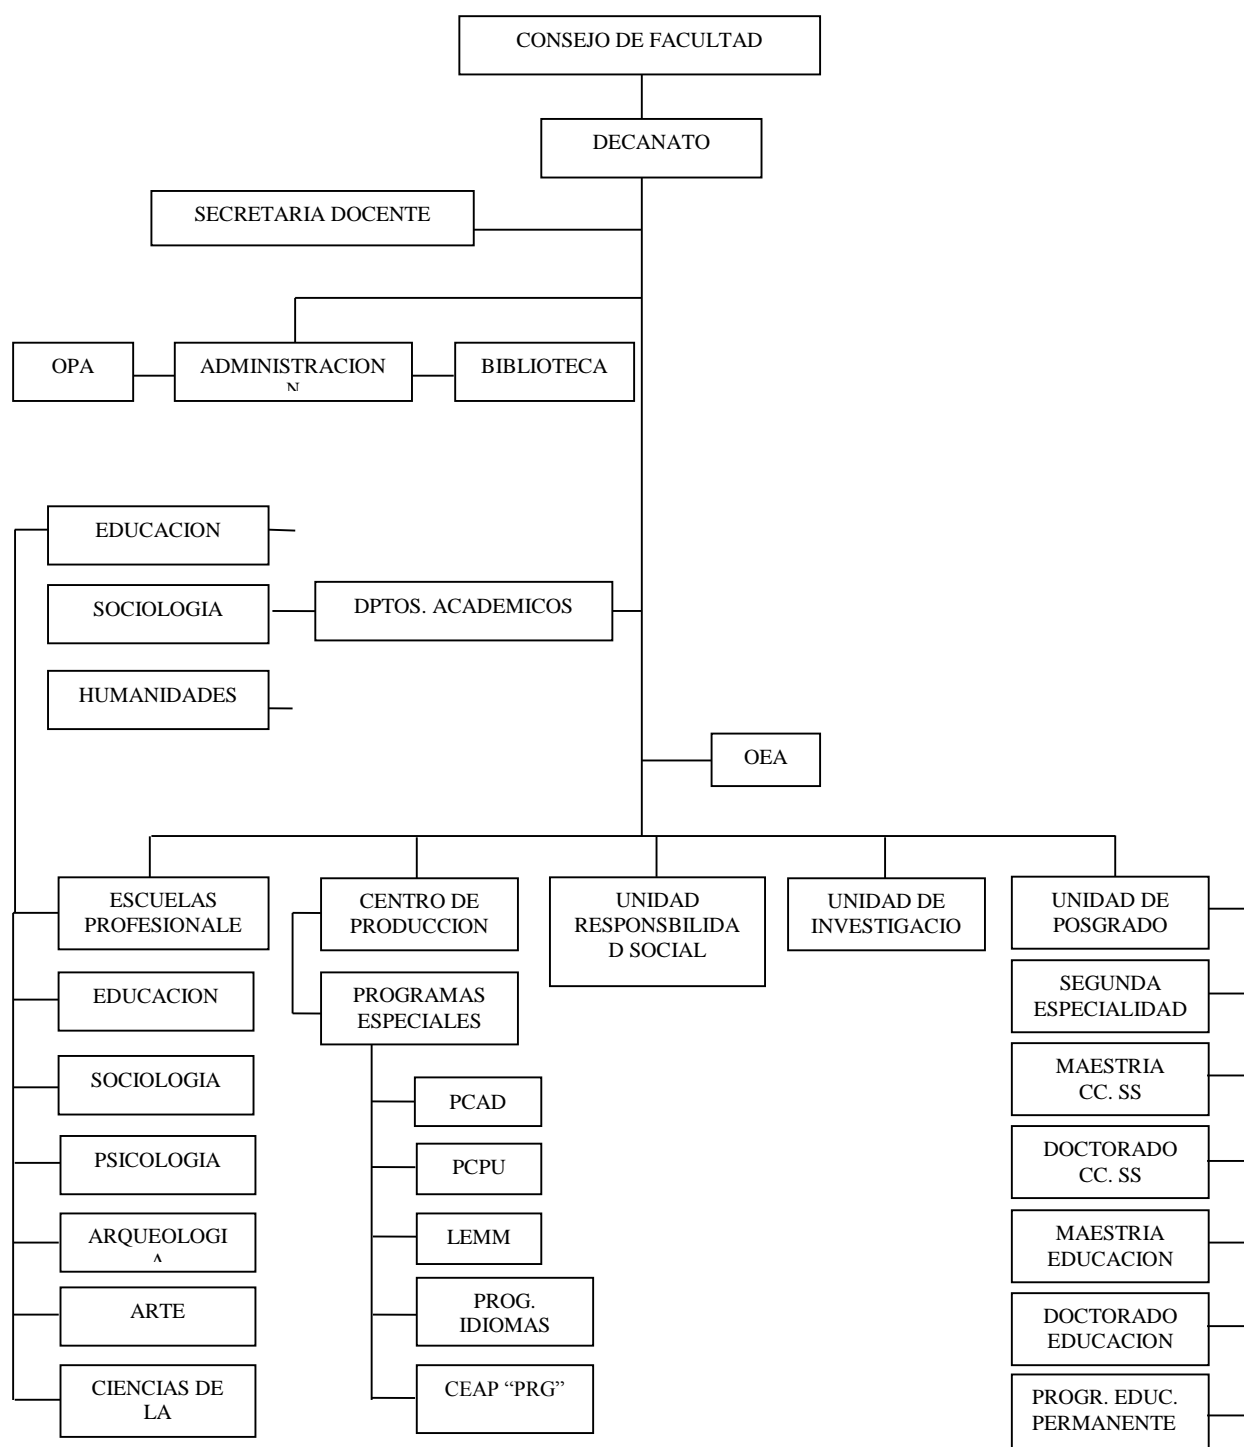 CONSEJO DE FACULTAD
DECANATO
SECRETARIA DOCENTE
OPA
ADMINISTRACION
N
BIBLIOTECA
EDUCACION
SOCIOLOGIA
DPTOS. ACADEMICOS
HUMANIDADES
OEA
ESCUELAS
PROFESIONALE
CENTRO DE
PRODUCCION
UNIDAD
RESPONSBILIDA
D SOCIAL
UNIDAD DE
INVESTIGACIO
UNIDAD DE
POSGRADO
EDUCACION
SOCIOLOGIA
PSICOLOGIA
ARQUEOLOGI
A
ARTE
CIENCIAS DE
LA
PROGRAMAS
ESPECIALES
PCAD
PCPU
LEMM
PROG.
IDIOMAS
CEAP “PRG”
SEGUNDA
ESPECIALIDAD
MAESTRIA
CC. SS
DOCTORADO
CC. SS
MAESTRIA
EDUCACION
DOCTORADO
EDUCACION
PROGR. EDUC.
PERMANENTE